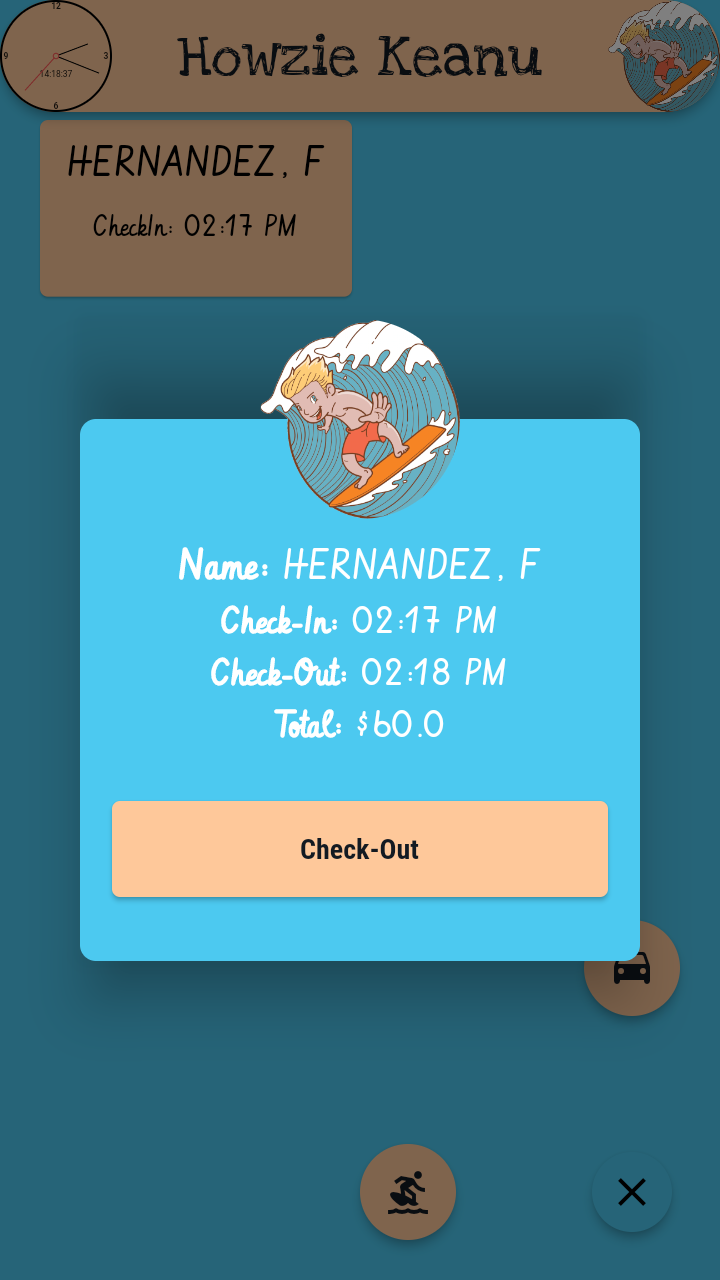 12
9
3
14:18:37
6
Howzie Keanu
HERNANDEZ, F
CheckIn: 02:17 PM
Name: HERNANDEZ, F
Check-In: 02:17 PM
Check-Out: 02:18 PM
Total: $60.0
Check-Out